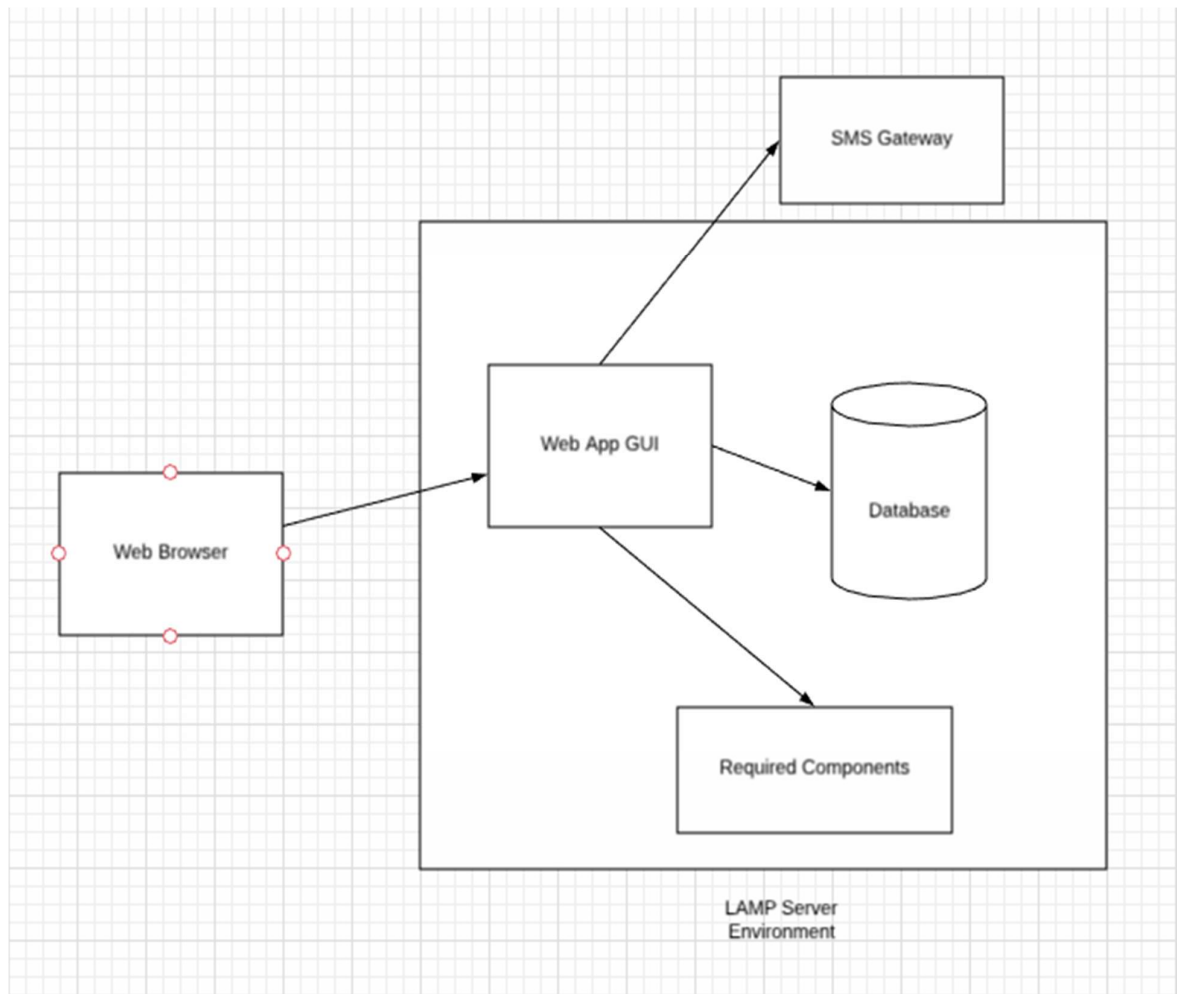 SMS Gateway
Web App GUI
Database
Web Browser
Required Components
LAMP Server
Environment